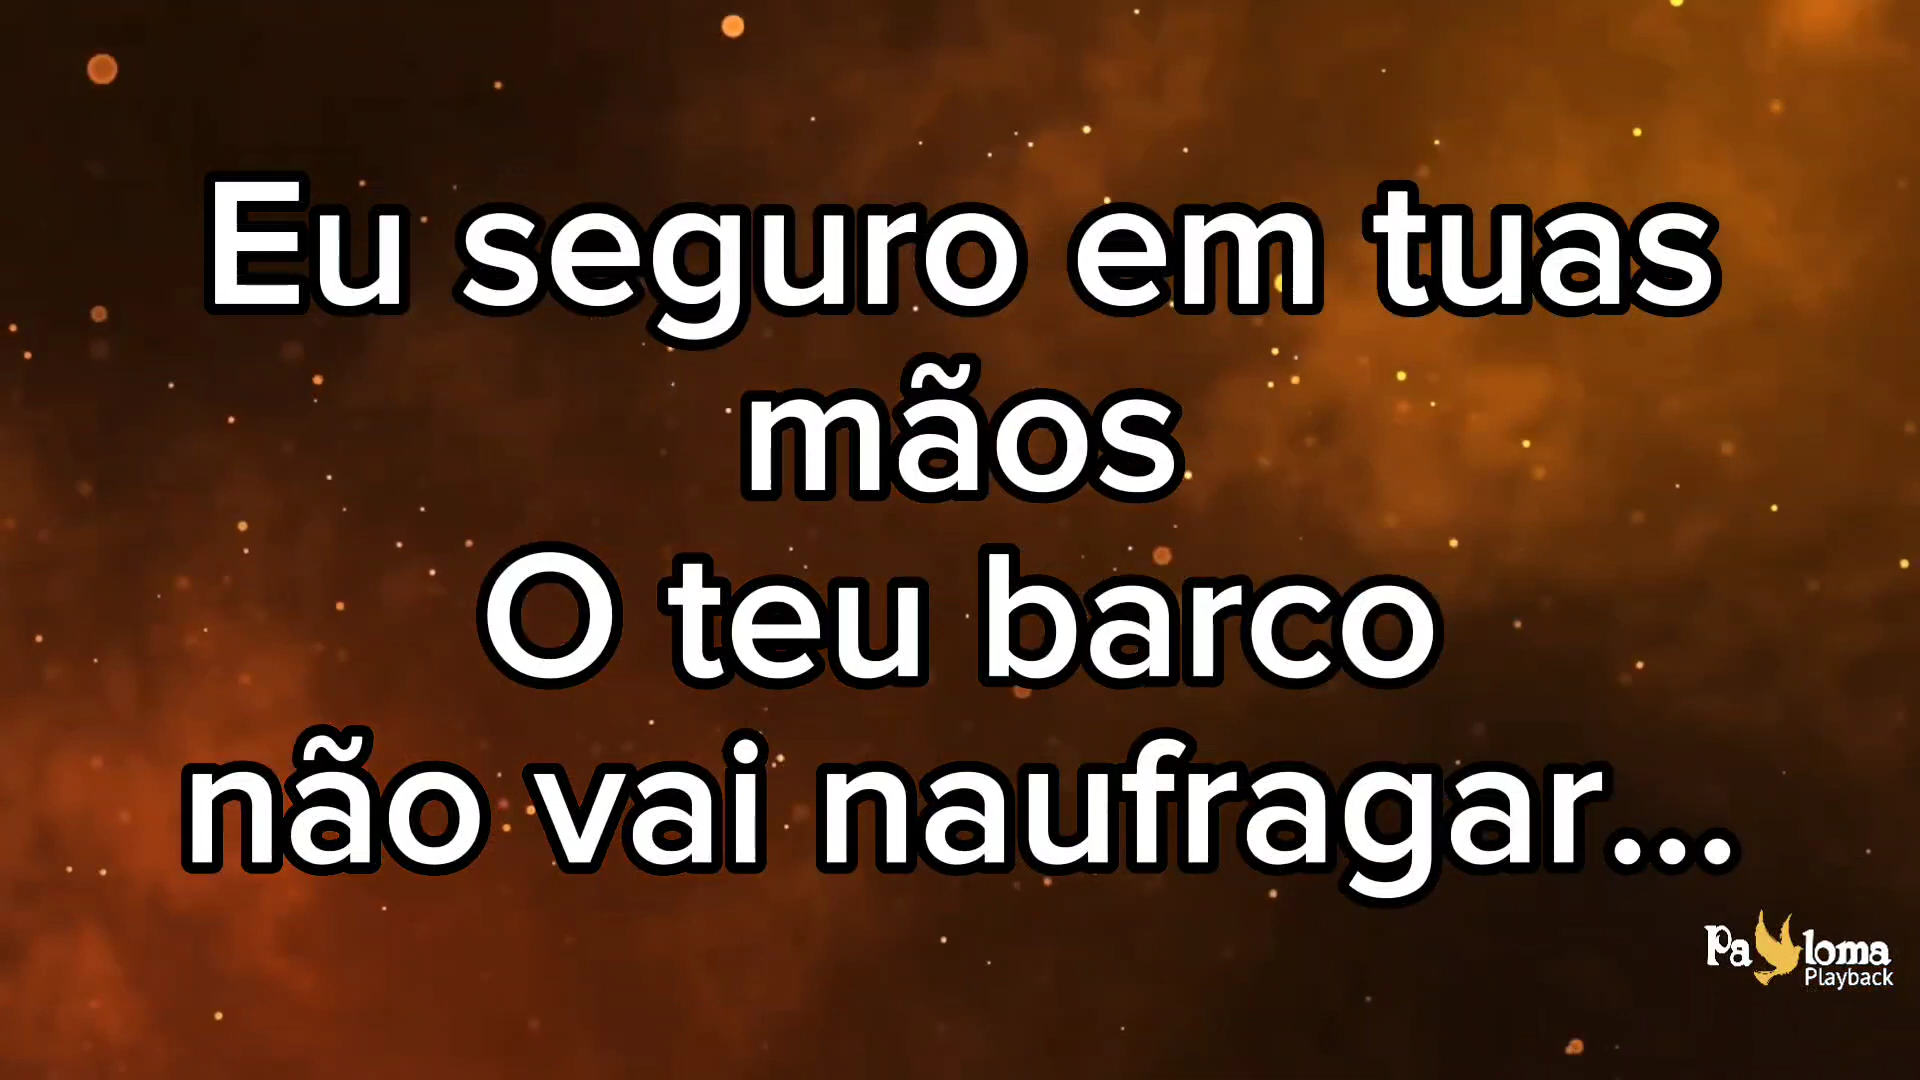 Eu seguro em tuas
mãos
O teu barco
não vai naufragar...
Paloma
Playback